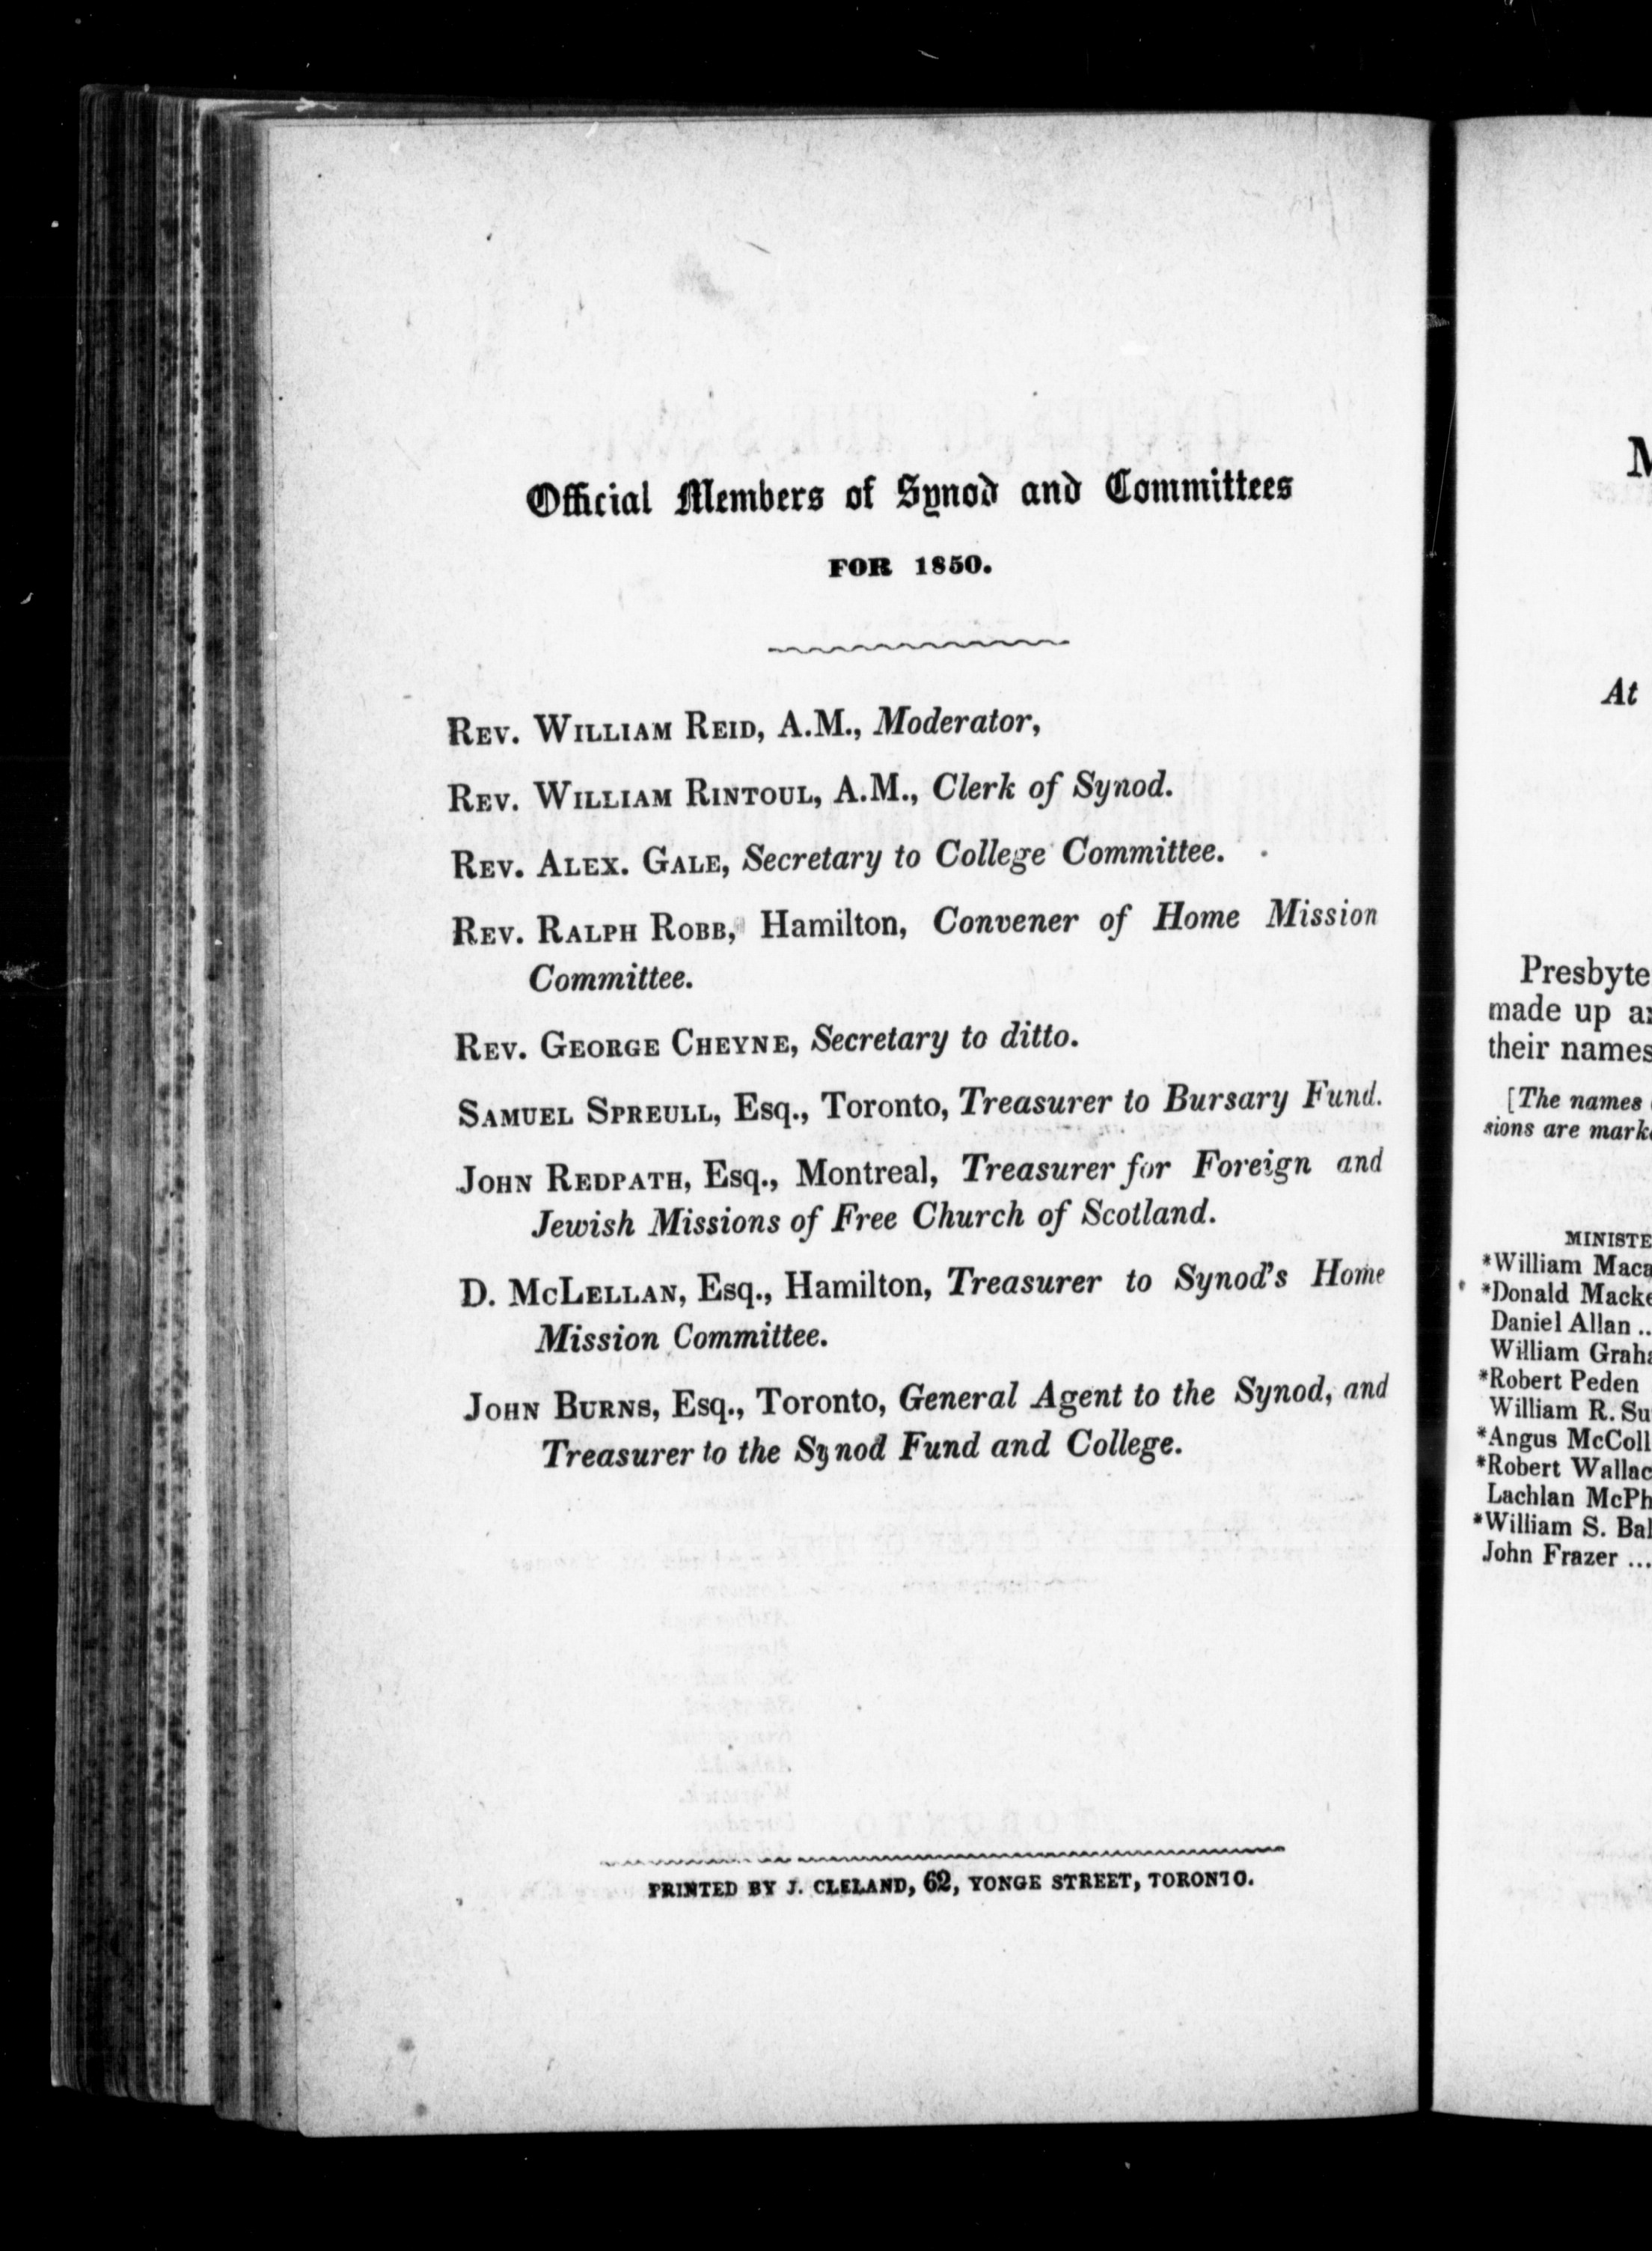 Official Members of Synod and Committees
FOR 1850.
REV. WILLIAM REID, A.M., Moderator,
REV. WILLIAM RINTOUL, A.M., Clerk of Synod.
REV. ALEX. GALE, Secretary to College Committee.
REV. RALPH ROBB, Hamilton, Convener of Home Mission
Committee.
REV. GEORGE CHEYNE, Secretary to ditto.
SAMUEL SPREULL, Esq., Toronto, Treasurer to Bursary Fund.
JOHN REDPATH, Esq., Montreal, Treasurer for Foreign and
Jewish Missions of Free Church of Scotland.
D. MCLELLAN, Esq., Hamilton, Treasurer to Synod's Home
Mission Committee.
JOHN BURNS, Esq., Toronto, General Agent to the Synod, and
Treasurer to the Synod Fund and College.
PRINTED BY J. CLELAND, 62, YONGE STREET, TORONTO.
At
Presbyte
made up
their names
[The names
sions are mark
MINISTE
*William Maca
*Donald Macke
Daniel Allan ..
William Graha
*Robert Peden
William R. Su
*Angus McColl
*Robert Wallac
Lachlan McPh
*William S. Bal
John Frazer ...